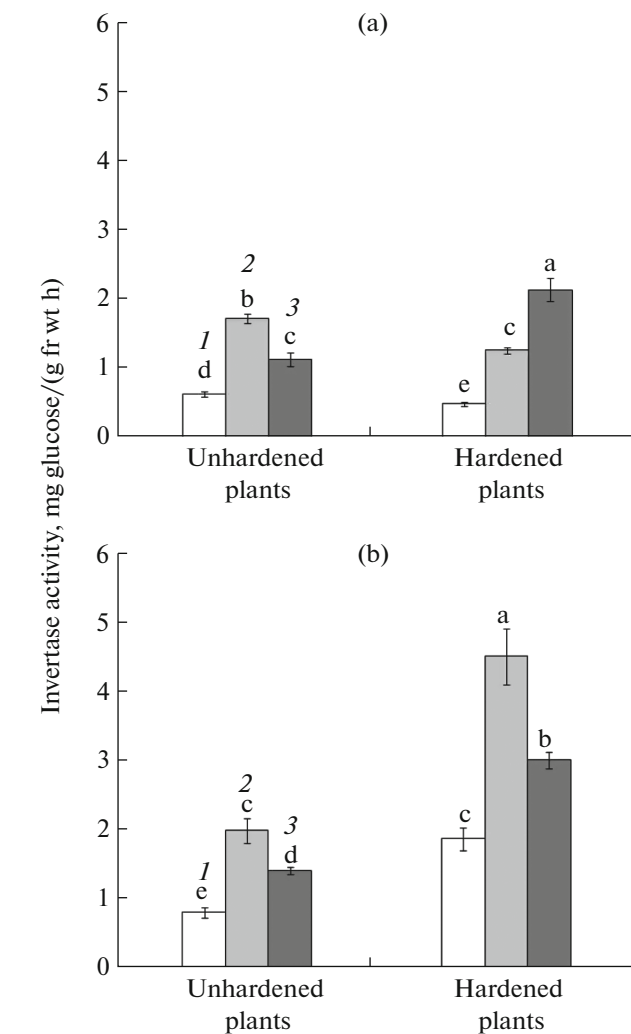 Invertase activity, mg glucose/(g fr wt h)
(a)
6
5
4
3
2
1
0
1
d
2
b
3
c
e
c
a
Unhardened
plants
Hardened
plants
(b)
6
5
4
3
2
1
0
1
e
2
c
3
d
c
a
b
Unhardened
plants
Hardened
plants